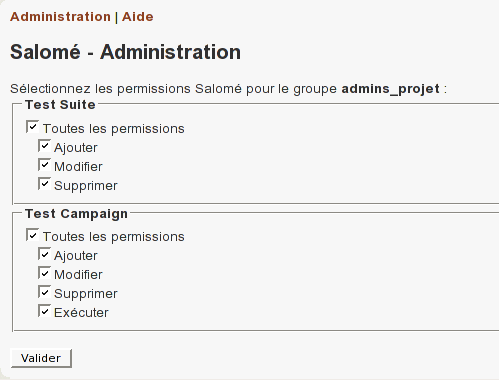 Administration | Aide
Salomé - Administration
Sélectionnez les permissions Salomé pour le groupe admins_projet :
Test Suite
Toutes les permissions
Ajouter
Modifier
Supprimer
Test Campaign
Toutes les permissions
Ajouter
Modifier
Supprimer
Exécuter
Valider